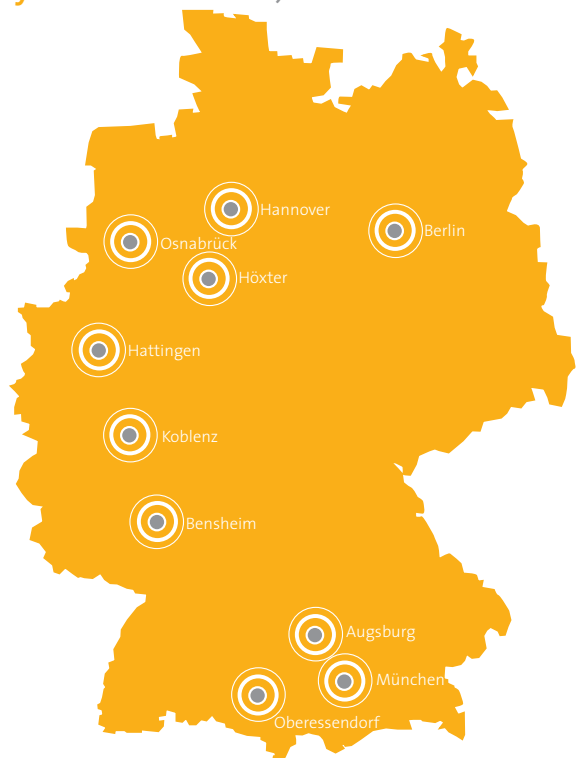 Hannover
Berlin
Osnabrück
Höxter
Hattingen
Koblenz
Bensheim
Augsburg
München
Oberessendorf